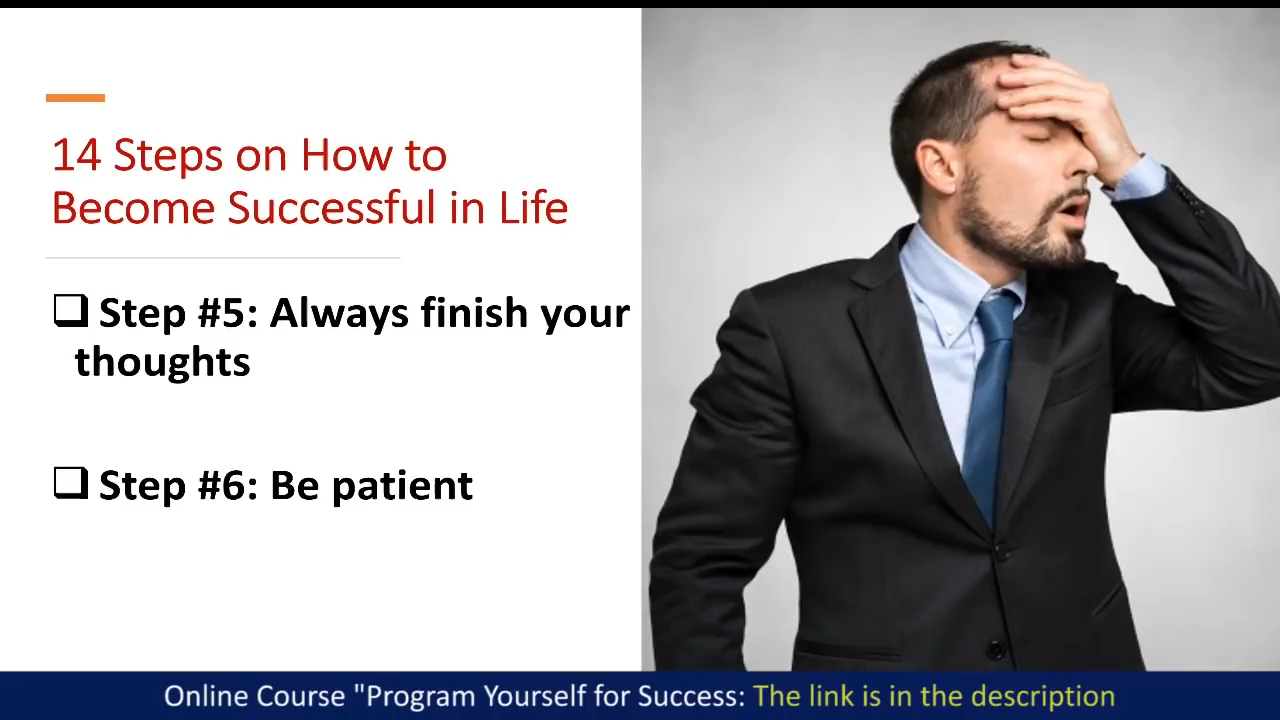 14 Steps on How to
Become Successful in Life
❑ Step #5: Always finish your
thoughts
❑ Step #6: Be patient
Online Course "Program Yourself for Success: The link is in the description